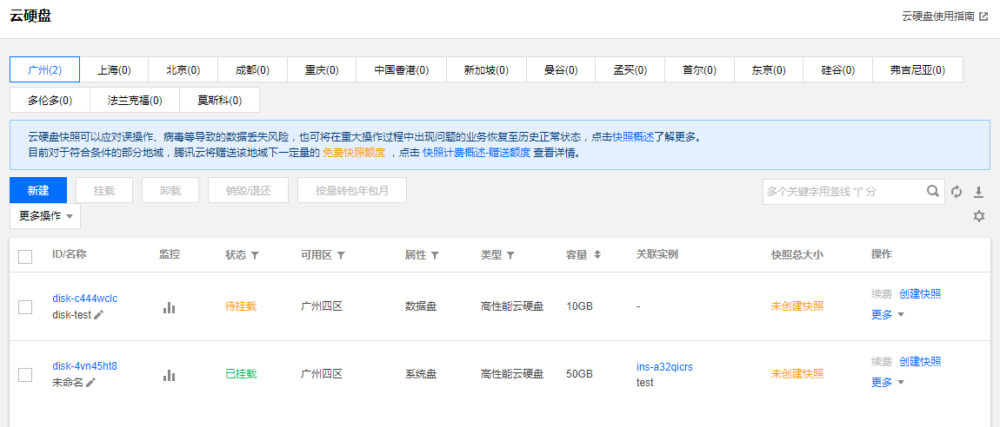 云硬盘
云硬盘使用指南
广州(2) 上海(0) 北京(0) 成都(0) 重庆(0) 中国香港(0) 新加坡(0) 曼谷(0) 孟买(0) 首尔(0) 东京(0) 硅谷(0) 弗吉尼亚(0)
多伦多(0) 法兰克福(0) 莫斯科(0)
云硬盘快照可以应对误操作、病毒等导致的数据丢失风险，也可将在重大操作过程中出现问题的业务恢复至历史正常状态，点击快照概述了解更多。
目前对于符合条件的部分地域，腾讯云将赠送该地域下一定量的 免费快照额度 ，点击 快照计费概述-赠送额度 查看详情。
新建 挂载 卸载 销毁/退还 按量转包年包月 多个关键字用竖线 "|" 分
更多操作
ID/名称 监控 状态 可用区 属性 类型 容量 关联实例 快照总大小 操作
disk-c444wclc
disk-test 待挂载 广州四区 数据盘 高性能云硬盘 10GB - 未创建快照 续费 创建快照
更多
disk-4vn45ht8
未命名 已挂载 广州四区 系统盘 高性能云硬盘 50GB ins-a32qicrs
test 未创建快照 续费 创建快照
更多